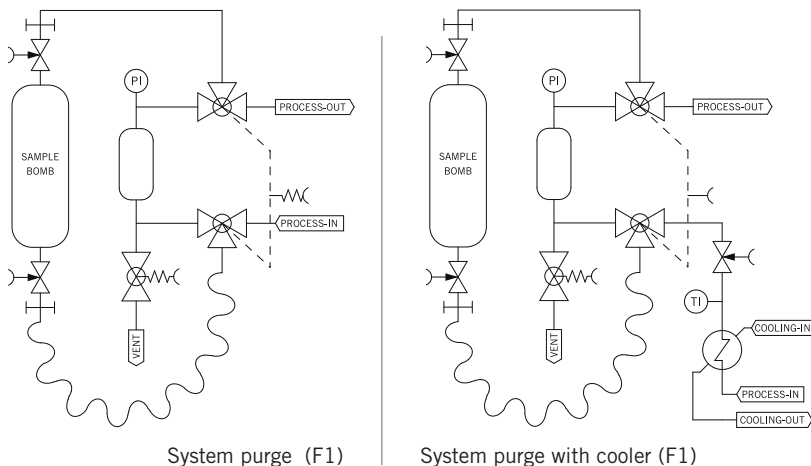 PI
PROCESS-OUT
SAMPLE
BOMB
PROCESS-IN
VENT
System purge (F1)
PI
PROCESS-OUT
SAMPLE
BOMB
TI
COOLING-IN
VENT
PROCESS-IN
COOLING-OUT
System purge with cooler (F1)